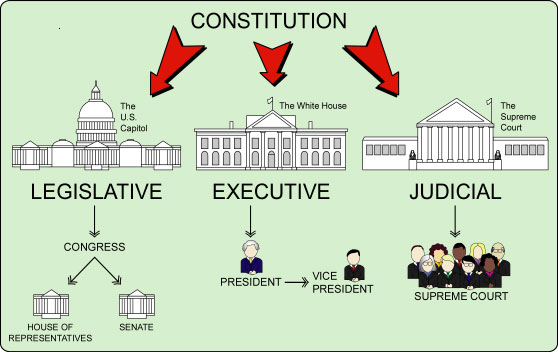 CONSTITUTION
The
U.S.
Capitol
The White House
The
Supreme
Court
LEGISLATIVE
EXECUTIVE
JUDICIAL
CONGRESS
HOUSE OF
REPRESENTATIVES
SENATE
PRESIDENT
VICE
PRESIDENT
SUPREME COURT